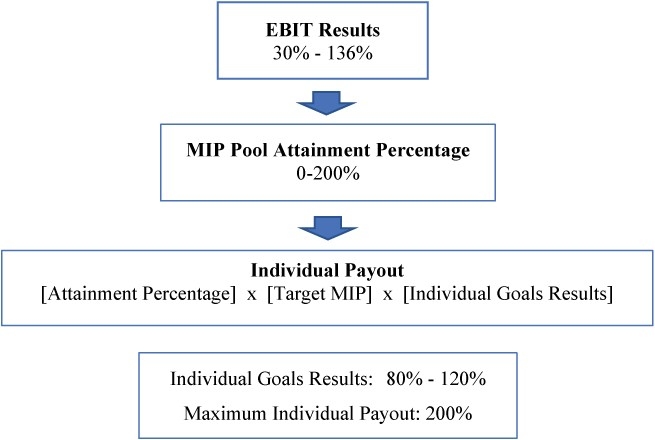 EBIT Results
30% - 136%
MIP Pool Attainment Percentage
0-200%
Individual Payout
[Attainment Percentage] x [Target MIP] x [Individual Goals Results]
Individual Goals Results: 80% - 120%
Maximum Individual Payout: 200%